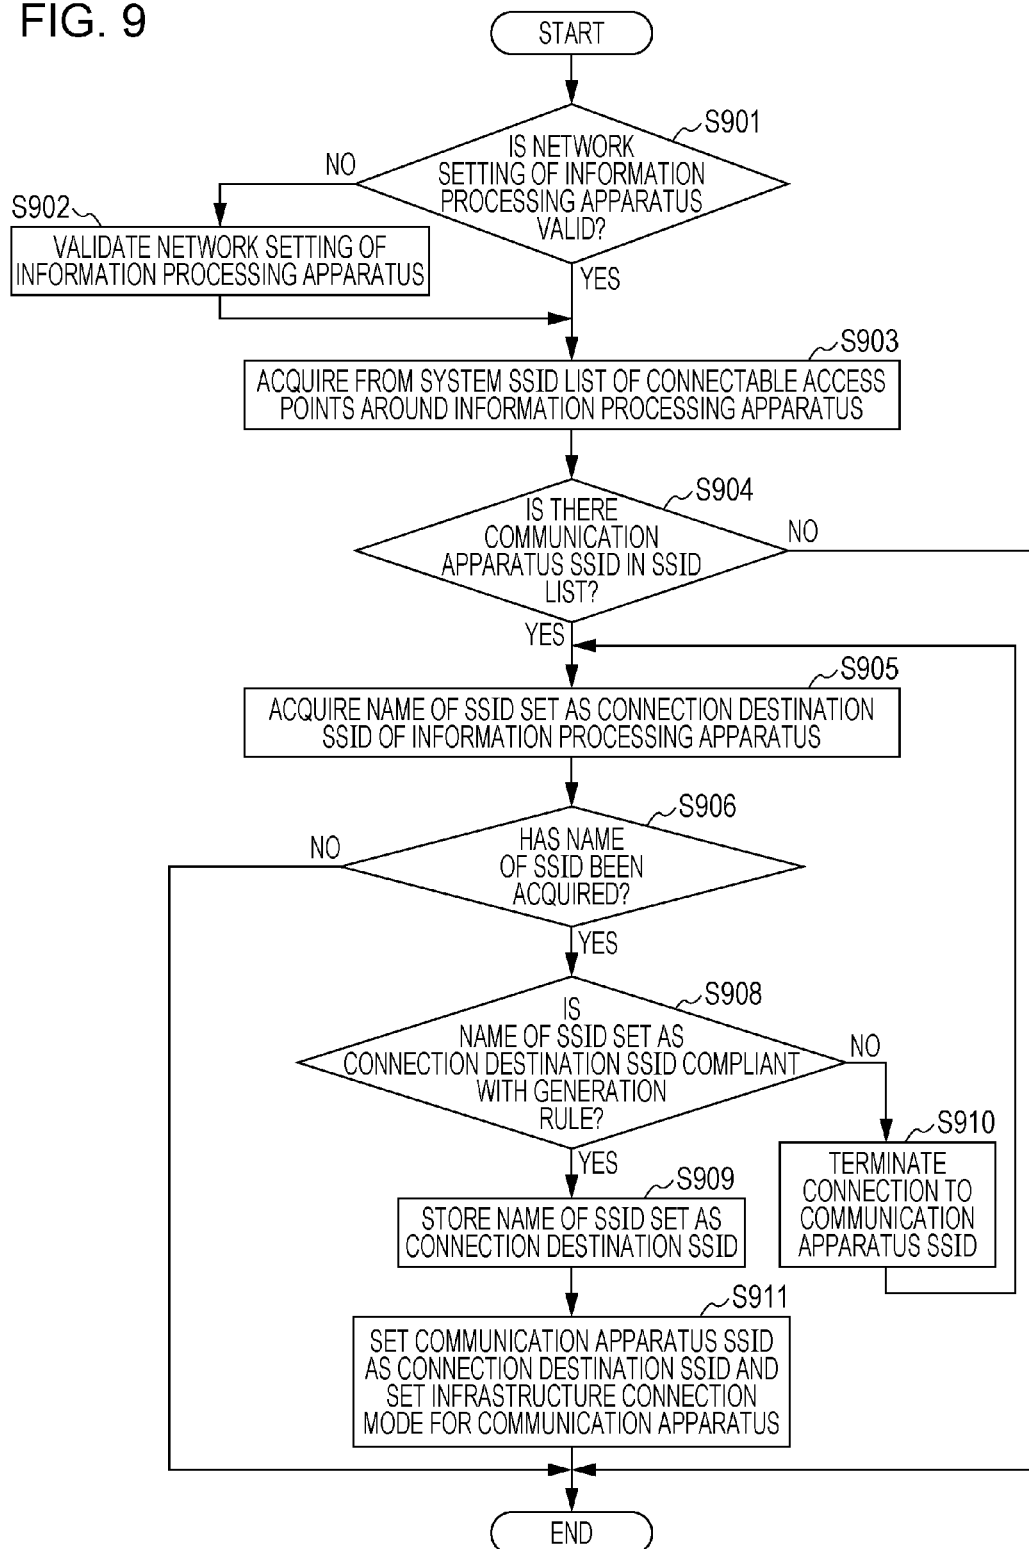 FIG. 9
START
S901
IS NETWORK
SETTING OF INFORMATION
PROCESSING APPARATUS
VALID?
NO
YES
S902
VALIDATE NETWORK SETTING OF
INFORMATION PROCESSING APPARATUS
S903
ACQUIRE FROM SYSTEM SSID LIST OF CONNECTABLE ACCESS
POINTS AROUND INFORMATION PROCESSING APPARATUS
S904
IS THERE
COMMUNICATION
APPARATUS SSID IN SSID
LIST?
NO
YES
S905
ACQUIRE NAME OF SSID SET AS CONNECTION DESTINATION
SSID OF INFORMATION PROCESSING APPARATUS
S906
HAS NAME
OF SSID BEEN
ACQUIRED?
NO
YES
S908
IS
NAME OF SSID SET AS
CONNECTION DESTINATION SSID COMPLIANT
WITH GENERATION
RULE?
NO
YES
S910
TERMINATE
CONNECTION TO
COMMUNICATION
APPARATUS SSID
S909
STORE NAME OF SSID SET AS
CONNECTION DESTINATION SSID
S911
SET COMMUNICATION APPARATUS SSID
AS CONNECTION DESTINATION SSID AND
SET INFRASTRUCTURE CONNECTION
MODE FOR COMMUNICATION APPARATUS
END